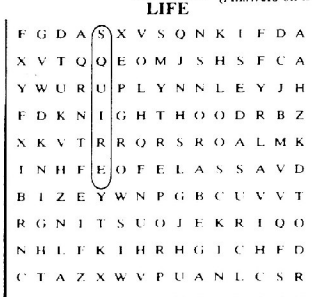 LIFE
F G D A S X V S Q N K I F D A
X V T Q Q E O M J S H S F C A
Y W U R U P L Y N N L E Y J H
F D K N I G H T H O O D R B Z
X K V T R R Q R S R O A L M K
I N H F E O F E L A S S A V D
B I Z E Y W N P G B C U V V T
R G N I T S U O J E K R I Q O
N H L F K I H R H G I C H F D
C T A Z X W V P U A N L C S R